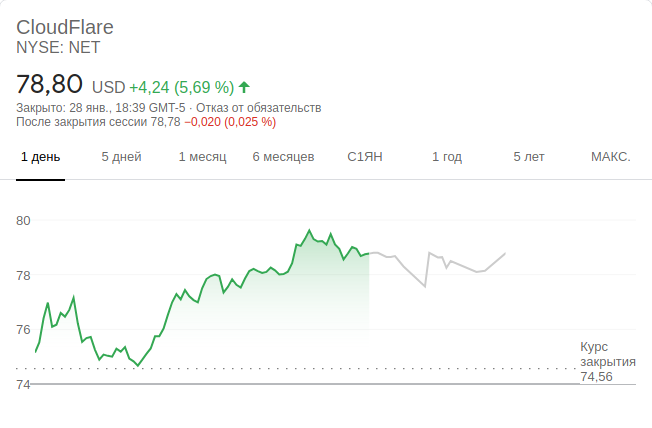 CloudFlare
NYSE: NET
78,80 USD +4,24 (5,69 %)
Закрыто: 28 янв., 18:39 GMT-5 · Отказ от обязательств
После закрытия сессии 78,78 −0,020 (0,025 %)
1 день 5 дней 1 месяц 6 месяцев С1ЯН 1 год 5 лет МАКС.
80
78
76
Курс
закрытия
74,56
74